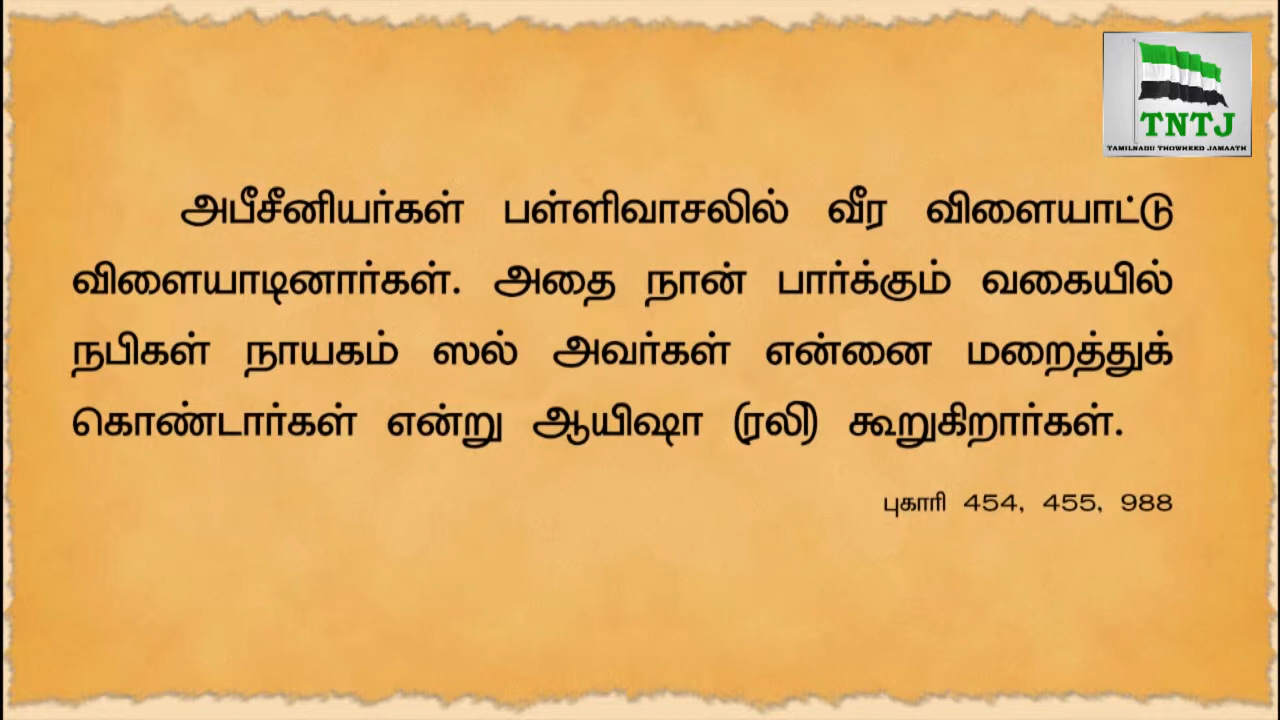 TNTJ
TAMILNADU THOWHEED JAMAATH
அபீசீனியர்கள் பள்ளிவாசலில் வீர விளையாட்டு
விளையாடினார்கள். அதை நான் பார்க்கும் வகையில்
நபிகள் நாயகம் ஸல் அவர்கள் என்னை மறைத்துக்
கொண்டார்கள் என்று ஆயிஷா (ரலி) கூறுகிறார்கள்.
புகாரி 454, 455, 988